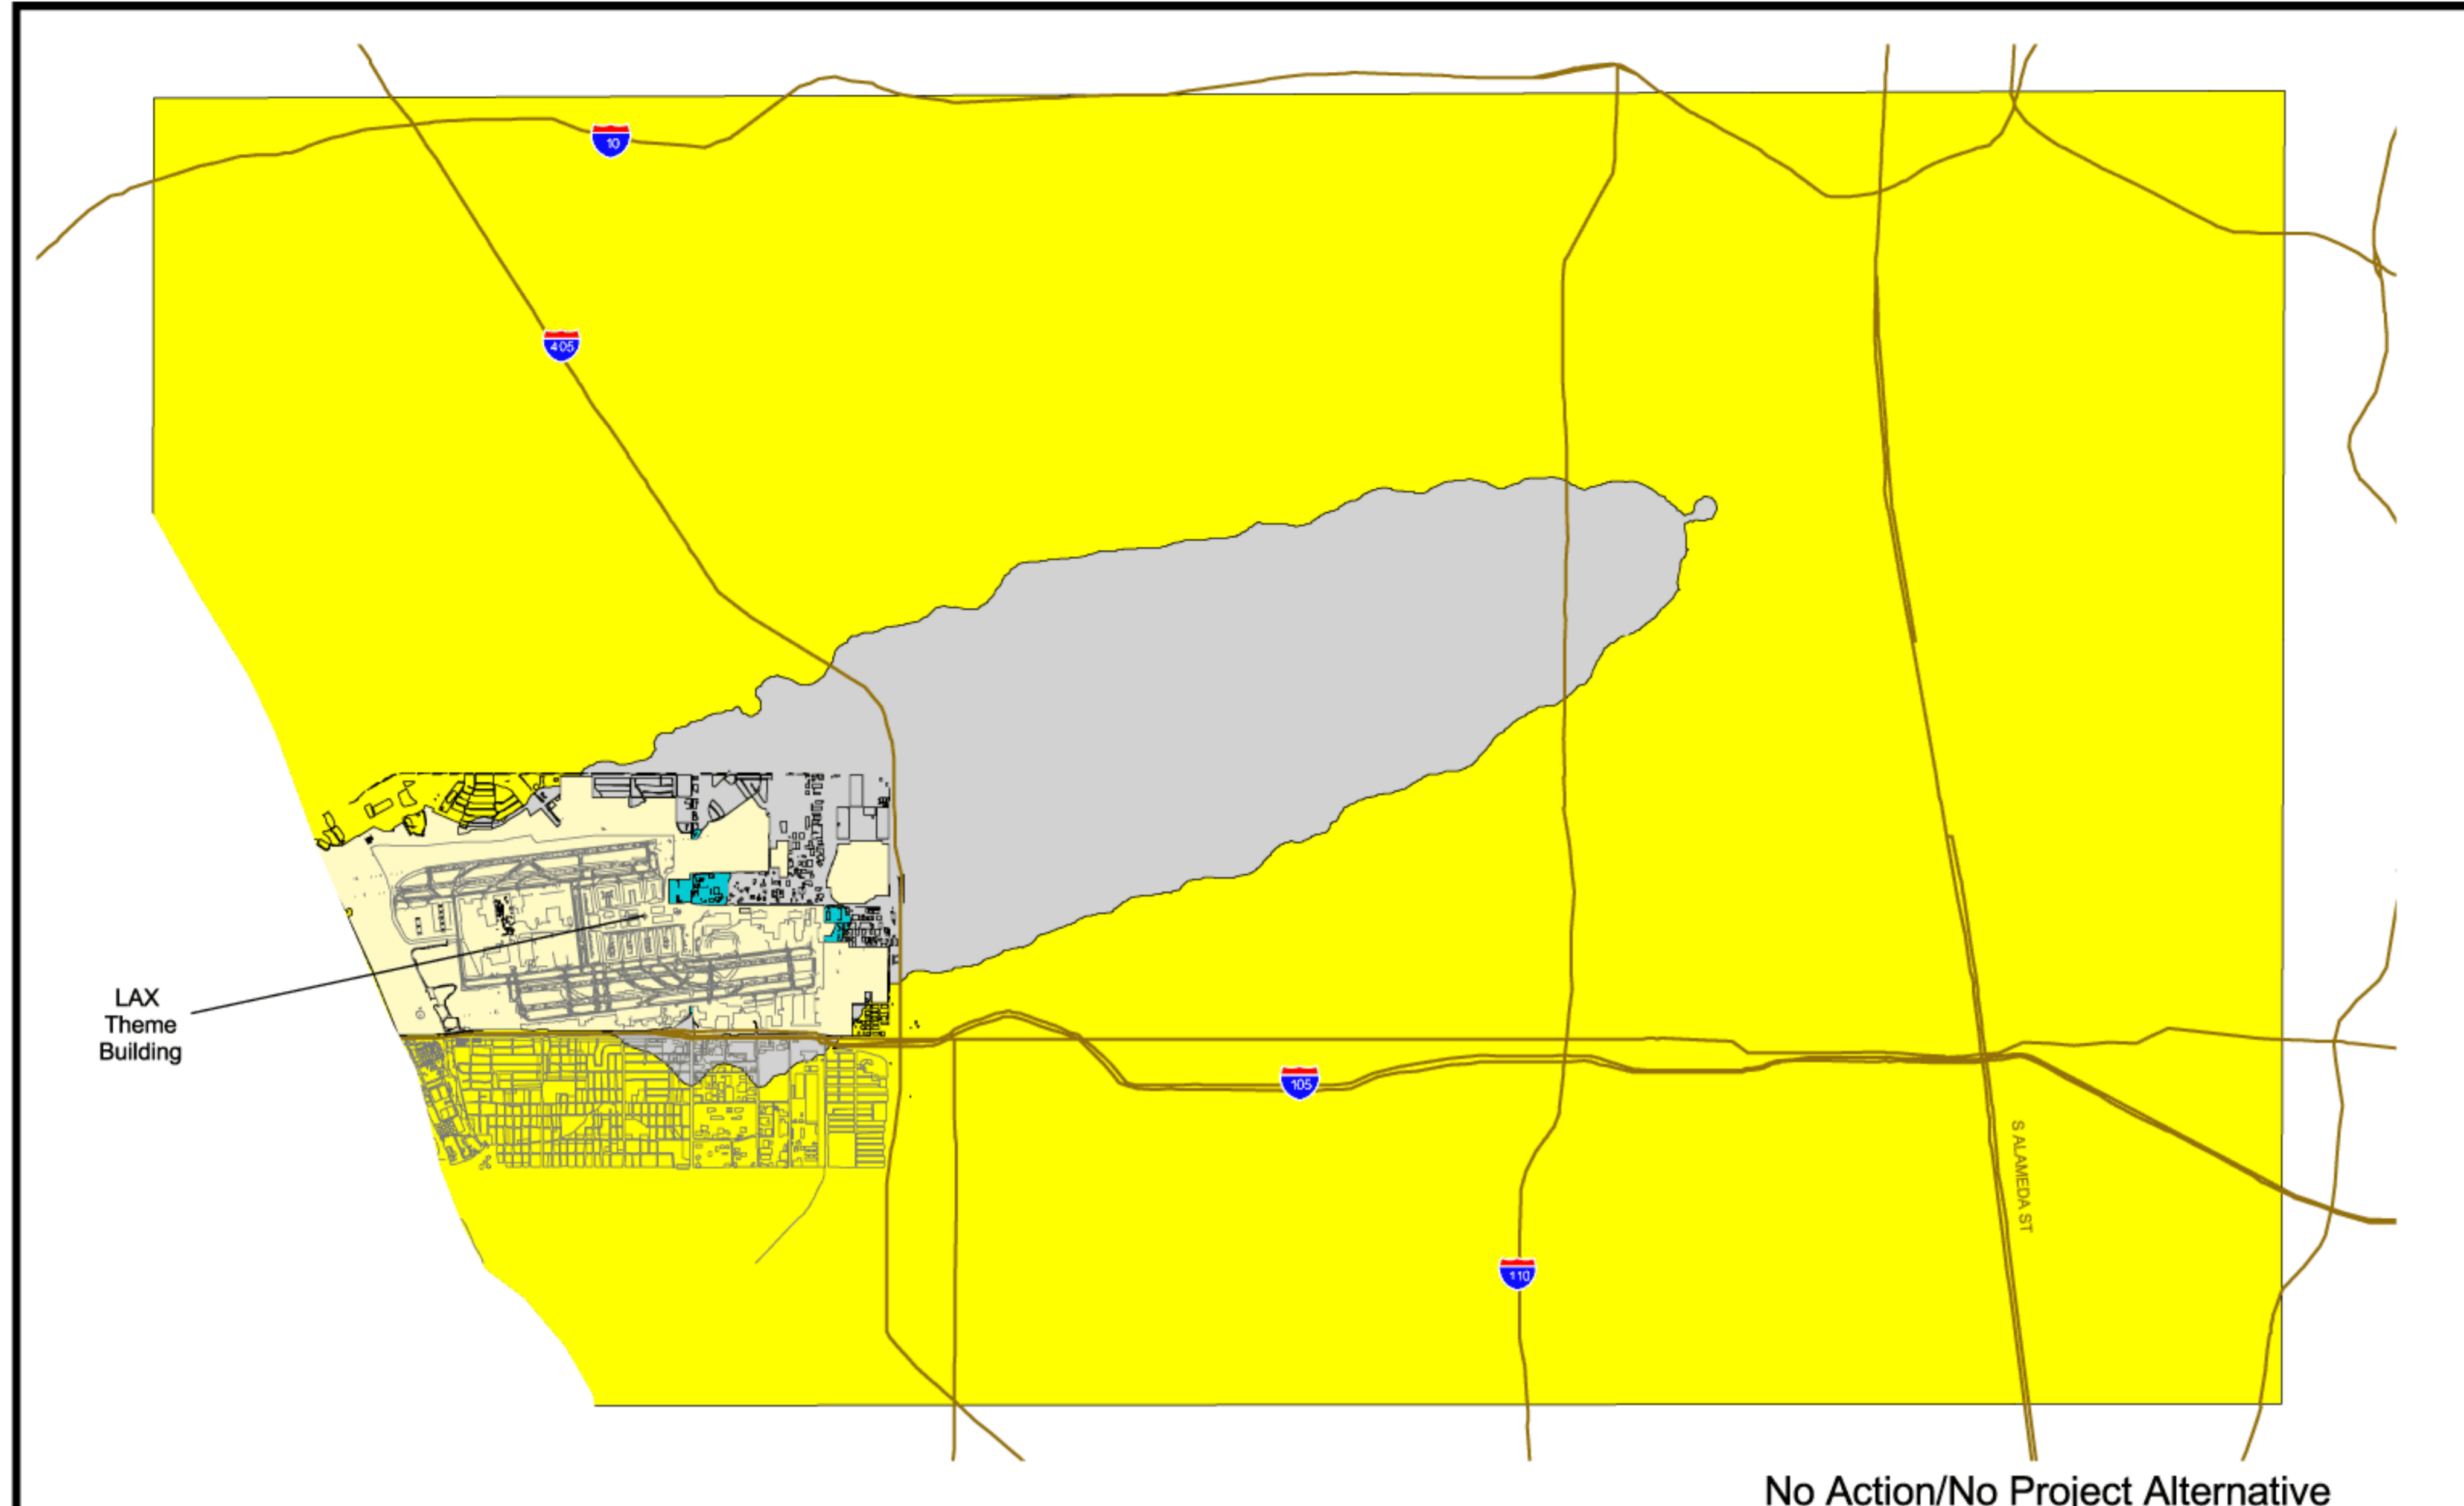 10
405
LAX
Theme
Building
105
S ALAMEDA ST
110
No Action/No Project Alternative